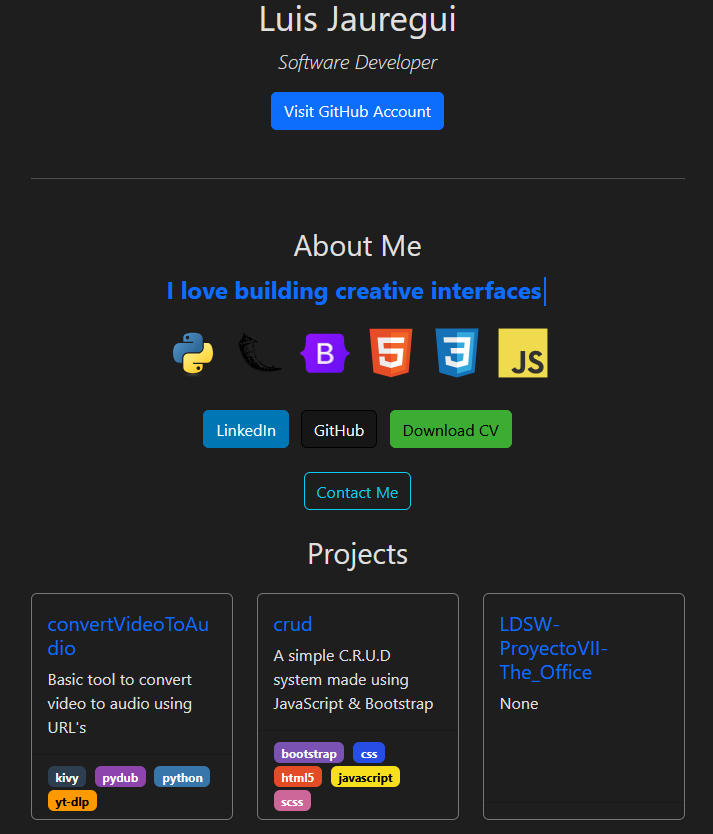 Luis Jauregui
Software Developer
Visit GitHub Account
About Me
I love building creative interfaces
B
5
3
JS
LinkedIn
GitHub
Download CV
Contact Me
Projects
convertVideoToAu
dio
Basic tool to convert
video to audio using
URL's
kivy
pydub
python
yt-dlp
crud
A simple C.R.U.D
system made using
JavaScript & Bootstrap
bootstrap
css
html5
javascript
scss
LDSW-
ProyectoVII-
The_Office
None